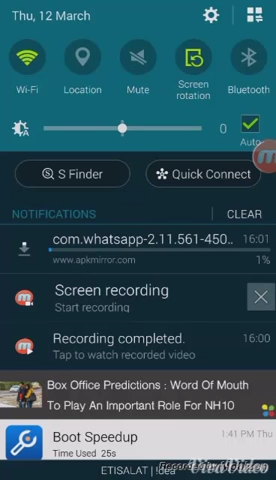 Thu, 12 March
Wi-Fi
Location
Mute
Screen
rotation
Bluetooth
0
Auto
S Finder
Quick Connect
NOTIFICATIONS
CLEAR
com.whatsapp-2.11.561-450..
16:01
www.apkmirror.com
1%
Screen recording
Start recording
Recording completed.
16:00
Tap to watch recorded video
Box Office Predictions : Word Of Mouth
To Play An Important Role For NH10
Boot Speedup
1:41 PM Thu
Time Used 25s
ETISALAT | Idea
VivaVideo